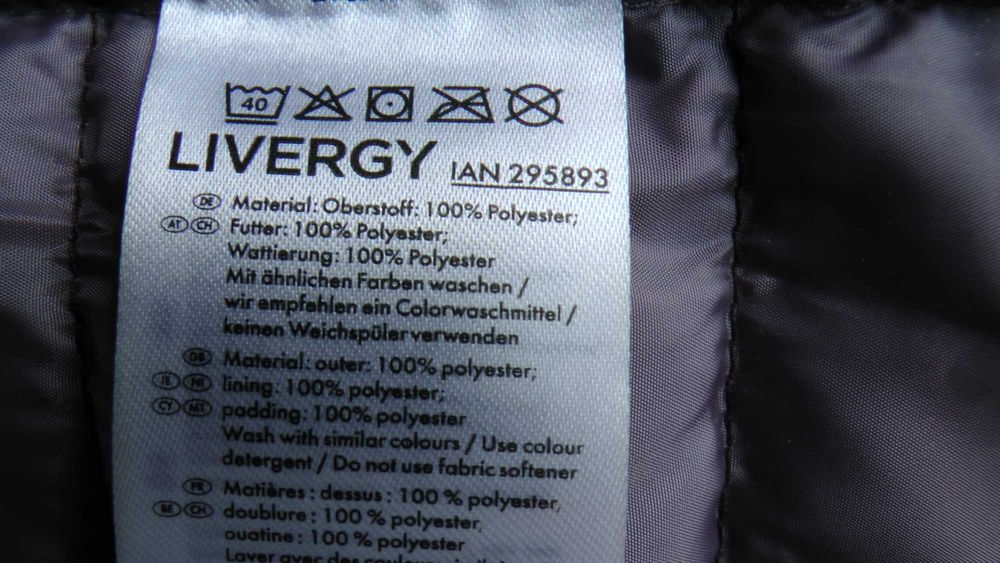 40
LIVERGY IAN 295893
DE Material: Oberstoff: 100% Polyester;
AT CH Futter: 100% Polyester;
Wattierung: 100% Polyester
Mit ähnlichen Farben waschen /
wir empfehlen ein Colorwaschmittel /
keinen Weichspüler verwenden
GB Material: outer: 100% polyester;
IE NI lining: 100% polyester;
CY MT padding: 100% polyester
Wash with similar colours / Use colour
detergent / Do not use fabric softener
FR Matières : dessus : 100 % polyester,
BE CH doublure : 100 % polyester,
ouatine : 100 % polyester
Laver avec des